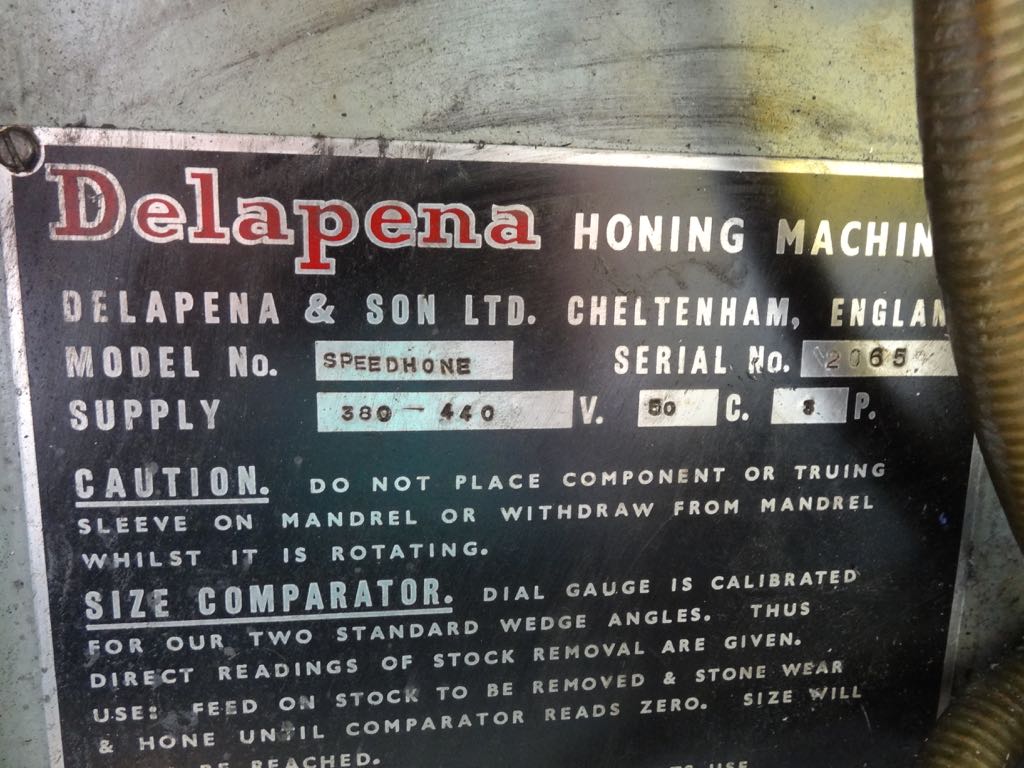 Delapena HONING MACHIN
DELAPENA & SON LTD. CHELTENHAM, ENGLAN
MODEL No. SPEEDHONE SERIAL No. 2065
SUPPLY 380 - 440 V. 50 C. 3 P.
CAUTION. DO NOT PLACE COMPONENT OR TRUING
SLEEVE ON MANDREL OR WITHDRAW FROM MANDREL
WHILST IT IS ROTATING.
SIZE COMPARATOR. DIAL GAUGE IS CALIBRATED
FOR OUR TWO STANDARD WEDGE ANGLES. THUS
DIRECT READINGS OF STOCK REMOVAL ARE GIVEN.
USE: FEED ON STOCK TO BE REMOVED & STONE WEAR
& HONE UNTIL COMPARATOR READS ZERO. SIZE WILL
BE REACHED. USE